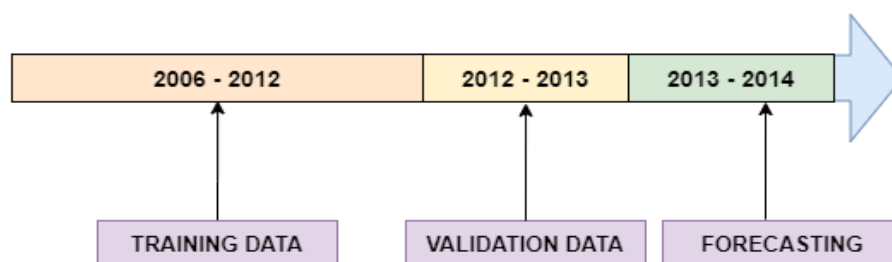 2006 - 2012 2012 - 2013 2013 - 2014
TRAINING DATA VALIDATION DATA FORECASTING